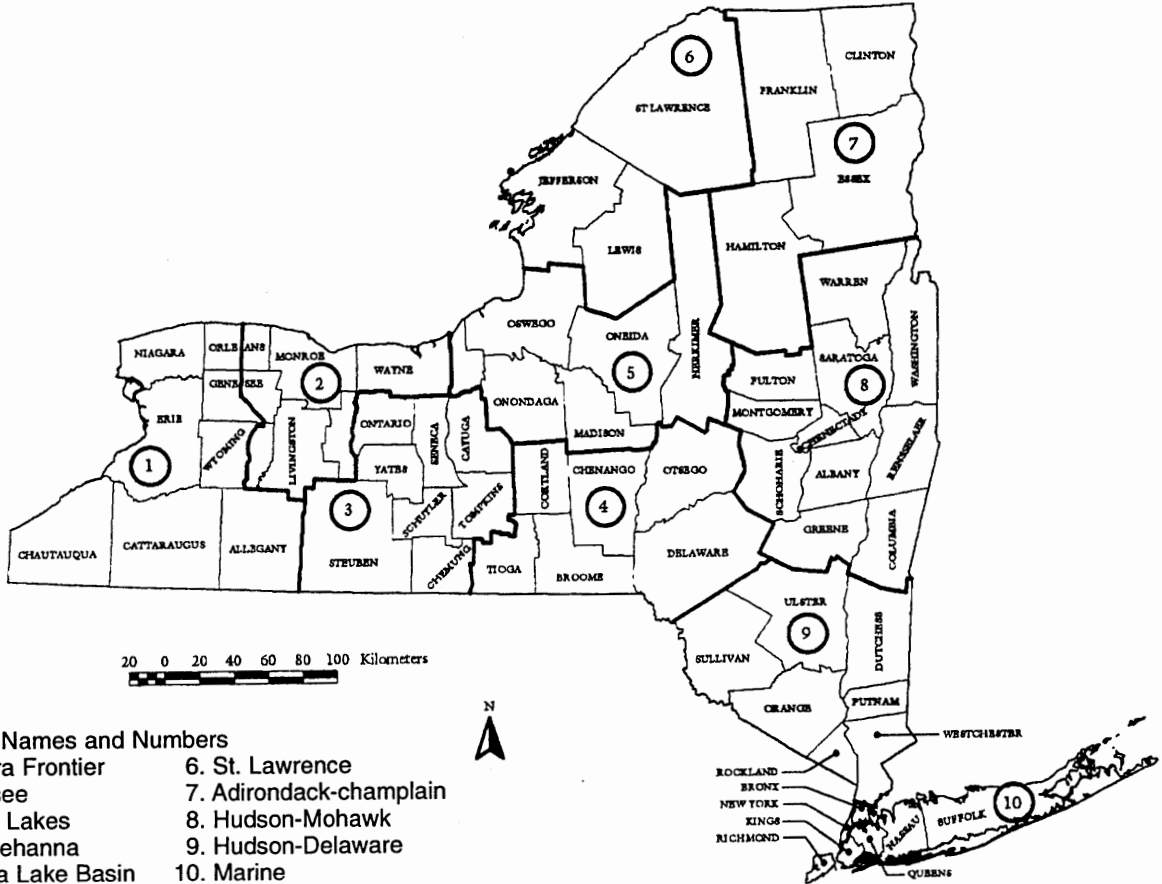 6
CLINTON
FRANKLIN
ST LAWRENCE
7
ESSEX
JEFFERSON
LEWIS
HAMILTON
WARREN
OSWEGO
ONEIDA
HERKIMER
WASHINGTON
NIAGARA
ORLEANS
MONROE
WAYNE
SARATOGA
GENESEE
2
5
FULTON
8
ERIE
ONONDAGA
MONTGOMERY
ONTARIO
SENECA
CAYUGA
MADISON
SCHENECTADY
WYOMING
LIVINGSTON
1
YATES
CORTLAND
CHENANGO
OTSEGO
SCHOHARIE
ALBANY
RENSSELAER
3
SCHUYLER
TOMPKINS
4
GREENE
COLUMBIA
CHAUTAUQUA
CATTARAUGUS
ALLEGANY
STEUBEN
CHEMUNG
TIOGA
BROOME
DELAWARE
ULSTER
9
DUTCHESS
SULLIVAN
20 0 20 40 60 80 100 Kilometers
ORANGE
PUTNAM
N
WESTCHESTER
ROCKLAND
BRONX
NEW YORK
KINGS
RICHMOND
NASSAU
SUFFOLK
10
QUEENS
Names and Numbers
ra Frontier
see
Lakes
ehanna
a Lake Basin
6. St. Lawrence
7. Adirondack-champlain
8. Hudson-Mohawk
9. Hudson-Delaware
10. Marine